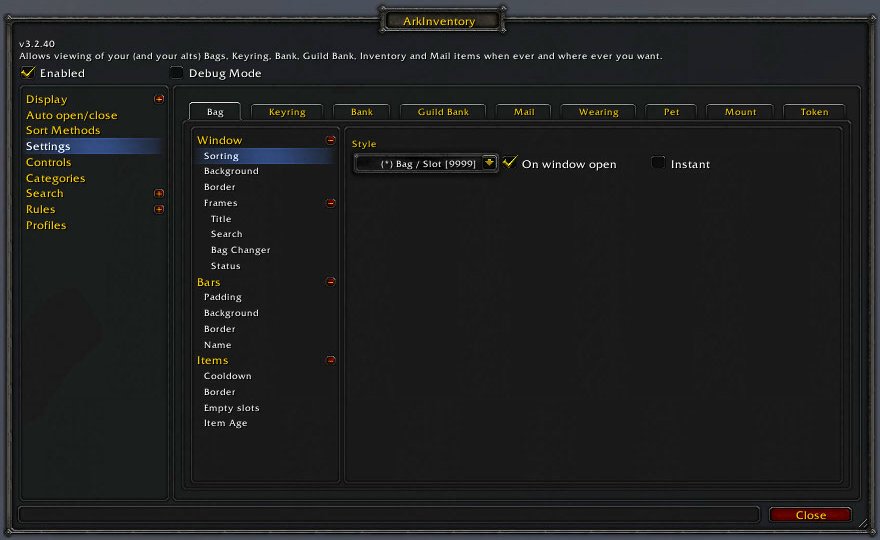 ArkInventory
v3.2.40
Allows viewing of your (and your alts) Bags, Keyring, Bank, Guild Bank, Inventory and Mail items when ever and where ever you want.
Enabled Debug Mode
Display
Auto open/close
Sort Methods
Settings
Controls
Categories
Search
Rules
Profiles
Bag Keyring Bank Guild Bank Mail Wearing Pet Mount Token
Window
Sorting
Background
Border
Frames
Title
Search
Bag Changer
Status
Bars
Padding
Background
Border
Name
Items
Cooldown
Border
Empty slots
Item Age
Style
(*) Bag / Slot [9999] On window open Instant
Close